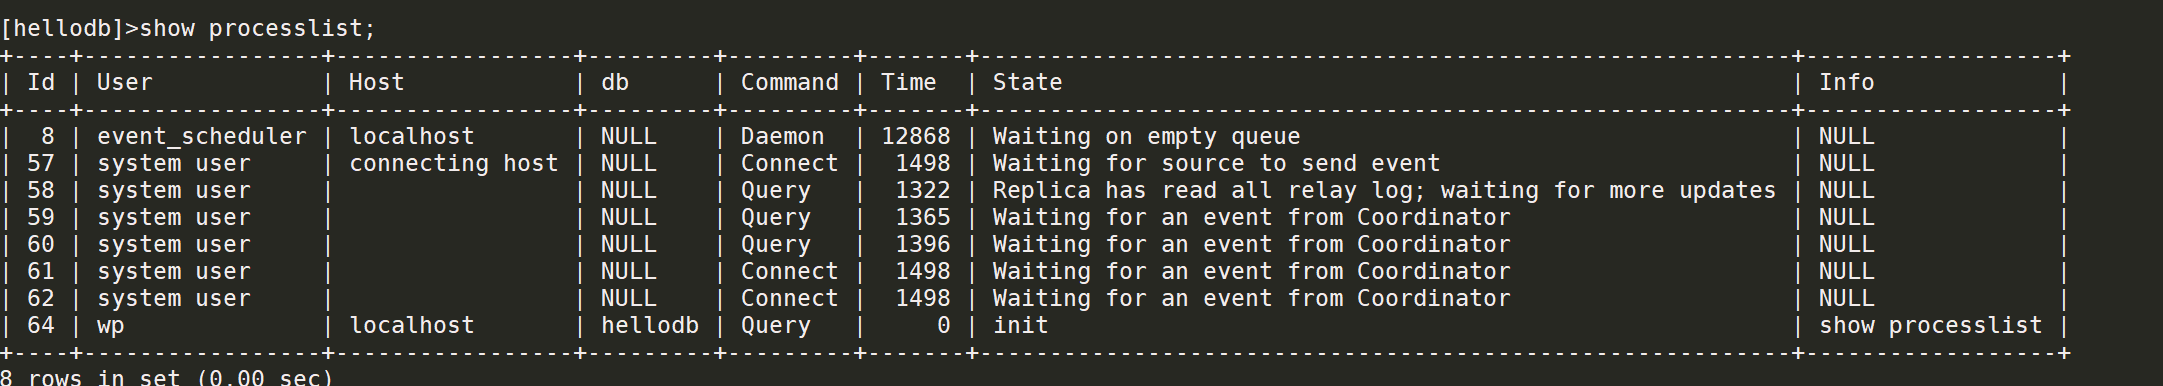 [hellodb]>show processlist;
+----+-----------------+-----------------+---------+---------+-------+----------------------------------------------------------+------------------+
| Id | User            | Host            | db      | Command | Time  | State                                                    | Info             |
+----+-----------------+-----------------+---------+---------+-------+----------------------------------------------------------+------------------+
|  8 | event_scheduler | localhost       | NULL    | Daemon  | 12868 | Waiting on empty queue                                   | NULL             |
| 57 | system user     | connecting host | NULL    | Connect |  1498 | Waiting for source to send event                         | NULL             |
| 58 | system user     |                 | NULL    | Query   |  1322 | Replica has read all relay log; waiting for more updates | NULL             |
| 59 | system user     |                 | NULL    | Query   |  1365 | Waiting for an event from Coordinator                    | NULL             |
| 60 | system user     |                 | NULL    | Query   |  1396 | Waiting for an event from Coordinator                    | NULL             |
| 61 | system user     |                 | NULL    | Connect |  1498 | Waiting for an event from Coordinator                    | NULL             |
| 62 | system user     |                 | NULL    | Connect |  1498 | Waiting for an event from Coordinator                    | NULL             |
| 64 | wp              | localhost       | hellodb | Query   |     0 | init                                                     | show processlist |
+----+-----------------+-----------------+---------+---------+-------+----------------------------------------------------------+------------------+
8 rows in set (0.00 sec)